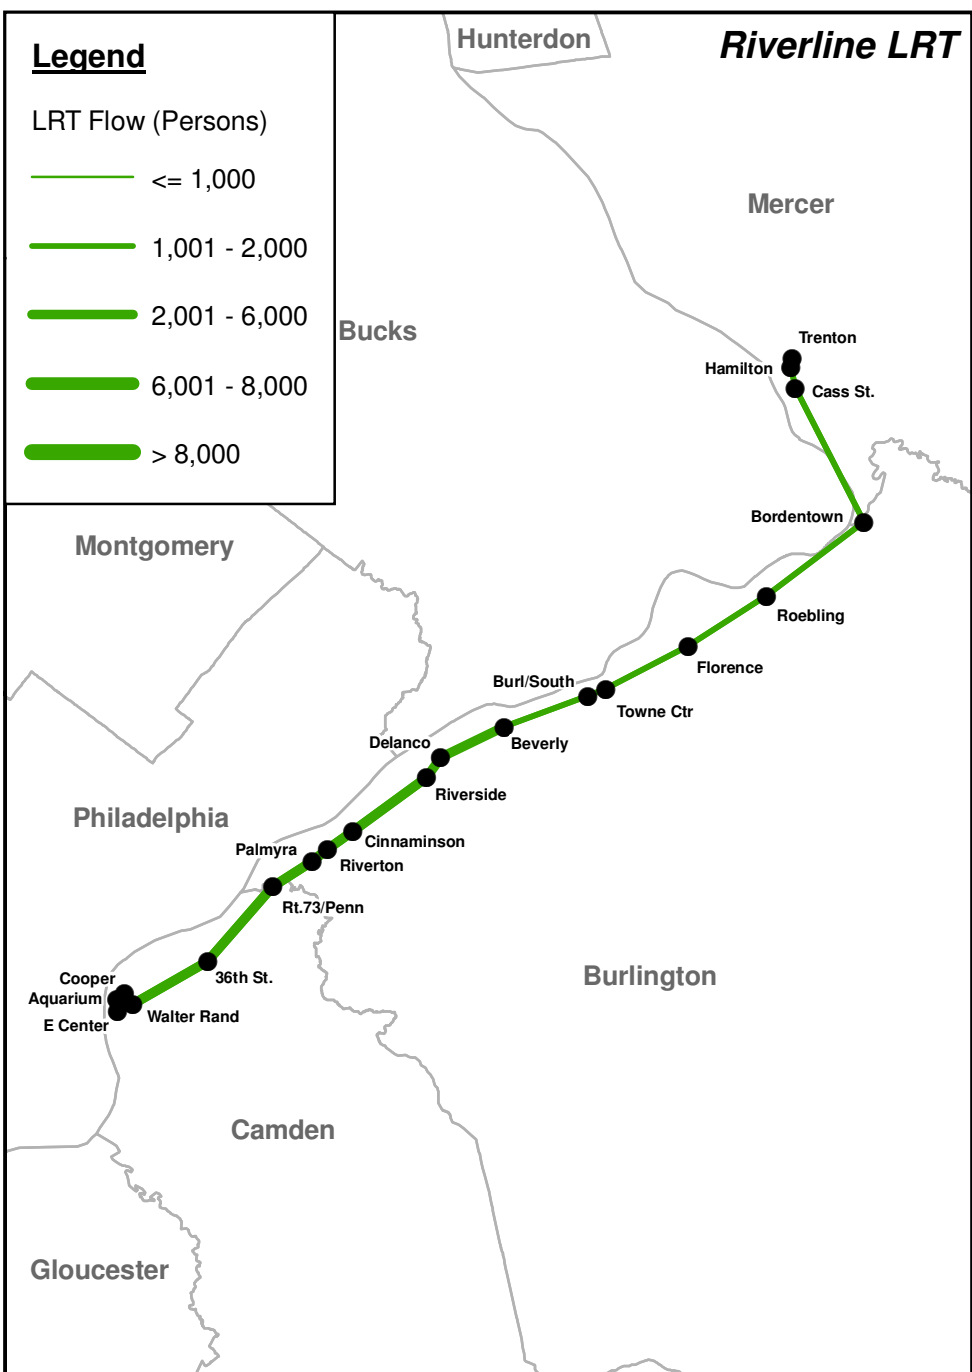 Riverline LRT
Legend
LRT Flow (Persons)
<= 1,000
1,001 - 2,000
2,001 - 6,000
6,001 - 8,000
> 8,000
Hunterdon
Mercer
Bucks
Trenton
Hamilton
Cass St.
Bordentown
Montgomery
Roebling
Florence
Burl/South
Towne Ctr
Delanco
Beverly
Riverside
Philadelphia
Cinnaminson
Palmyra
Riverton
Rt.73/Penn
Burlington
36th St.
Cooper
Aquarium
Walter Rand
E Center
Camden
Gloucester